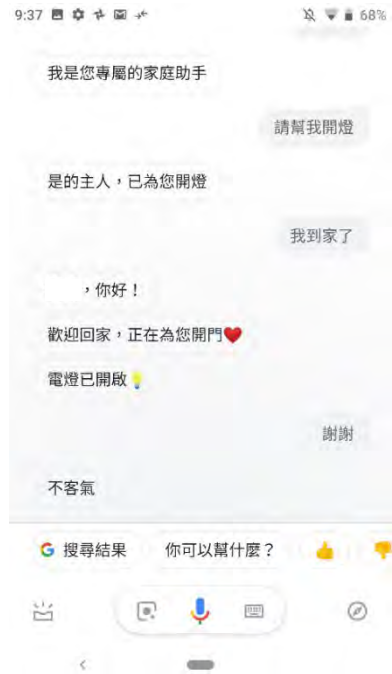 9:37 68%
我是您專屬的家庭助手
請幫我開燈
是的主人，已為您開燈
我到家了
，你好！
歡迎回家，正在為您開門❤️
電燈已開啟💡
謝謝
不客氣
G 搜尋結果 你可以幫什麼？ 👍 👎